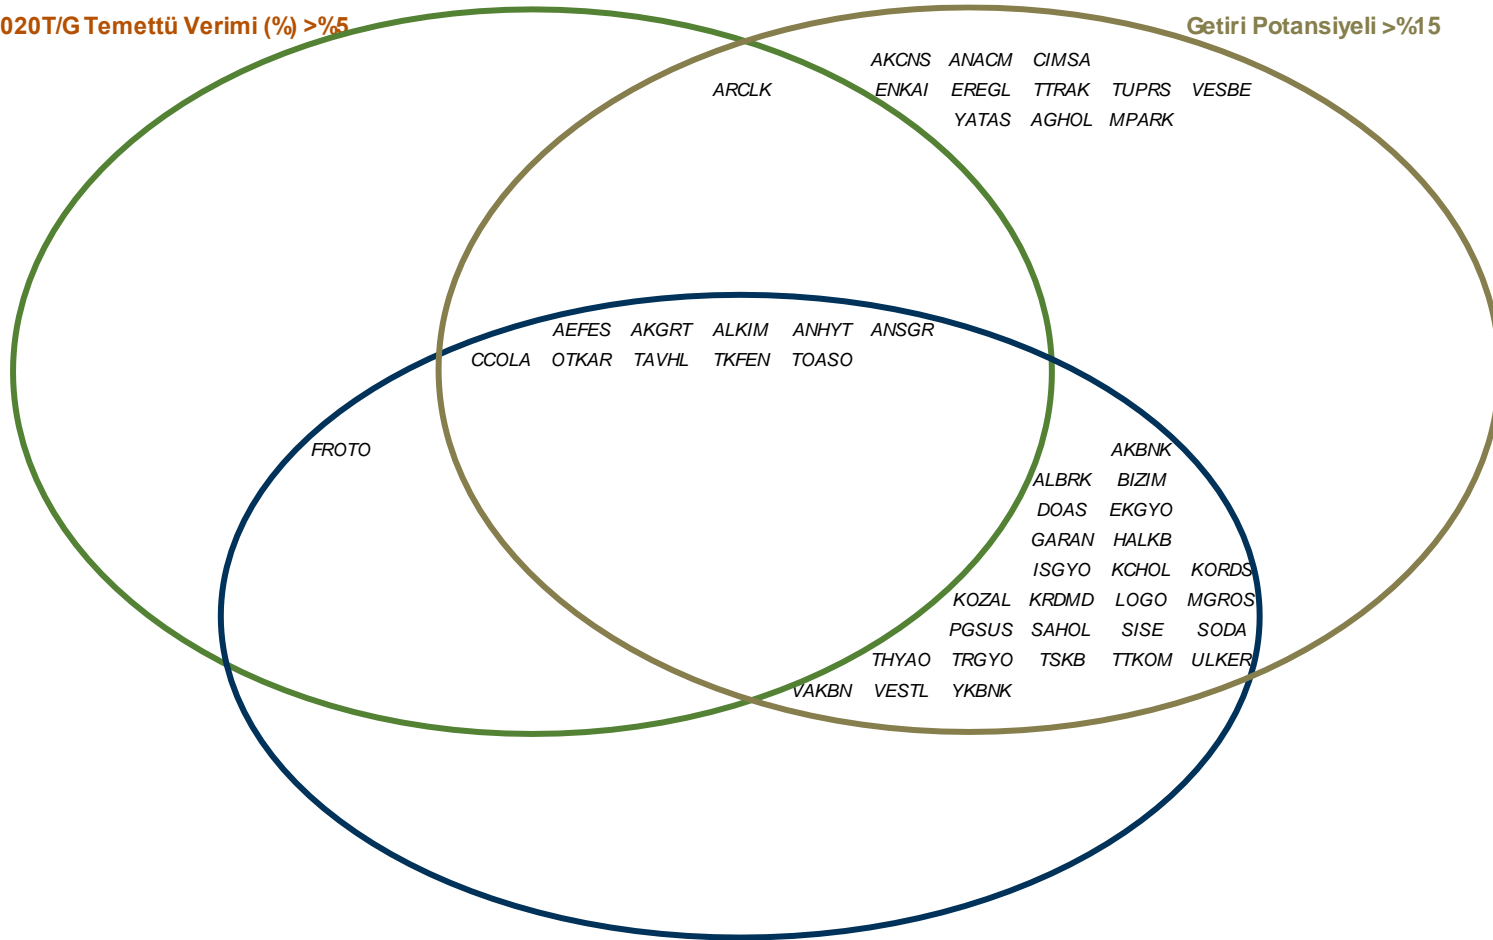 020T/G Temettü Verimi (%) >%5
Getiri Potansiyeli >%15
AKCNS ANACM CIMSA
ARCLK ENKAI EREGL TTRAK TUPRS VESBE
YATAS AGHOL MPARK
AEFES AKGRT ALKIM ANHYT ANSGR
CCOLA OTKAR TAVHL TKFEN TOASO
FROTO AKBNK
ALBRK BIZIM
DOAS EKGYO
GARAN HALKB
ISGYO KCHOL KORDS
KOZAL KRDMD LOGO MGROS
PGSUS SAHOL SISE SODA
THYAO TRGYO TSKB TTKOM ULKER
VAKBN VESTL YKBNK